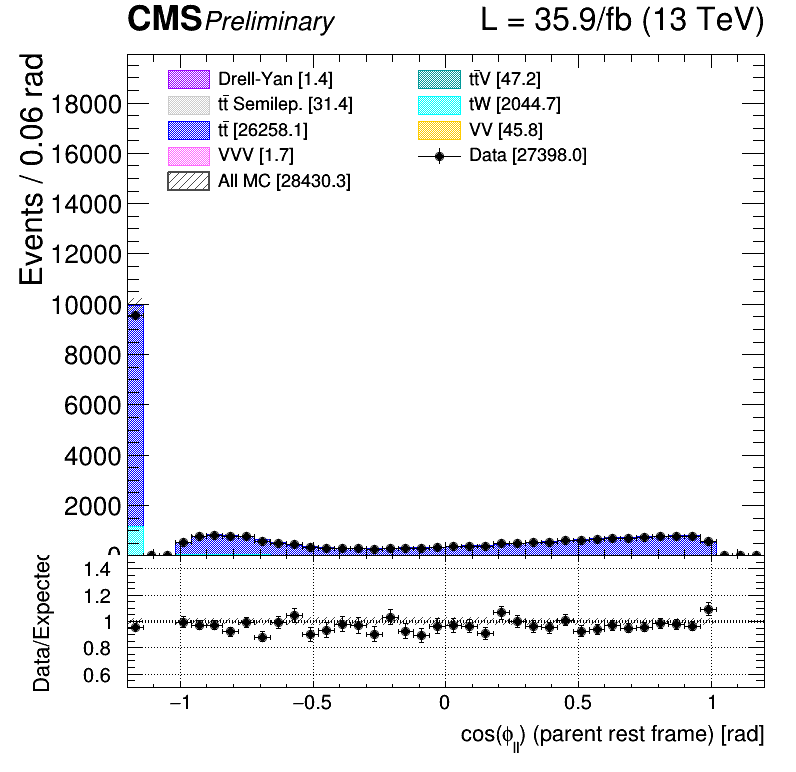 CMS Preliminary L = 35.9/fb (13 TeV)
Events / 0.06 rad
Drell-Yan [1.4]
tt̄ Semilep. [31.4]
tt̄ [26258.1]
VVV [1.7]
All MC [28430.3]
tt̄V [47.2]
tW [2044.7]
VV [45.8]
Data [27398.0]
18000
16000
14000
12000
10000
8000
6000
4000
2000
0
Data/Expected
1.4
1.2
1
0.8
0.6
−1 −0.5 0 0.5 1
cos(ϕ_ll) (parent rest frame) [rad]